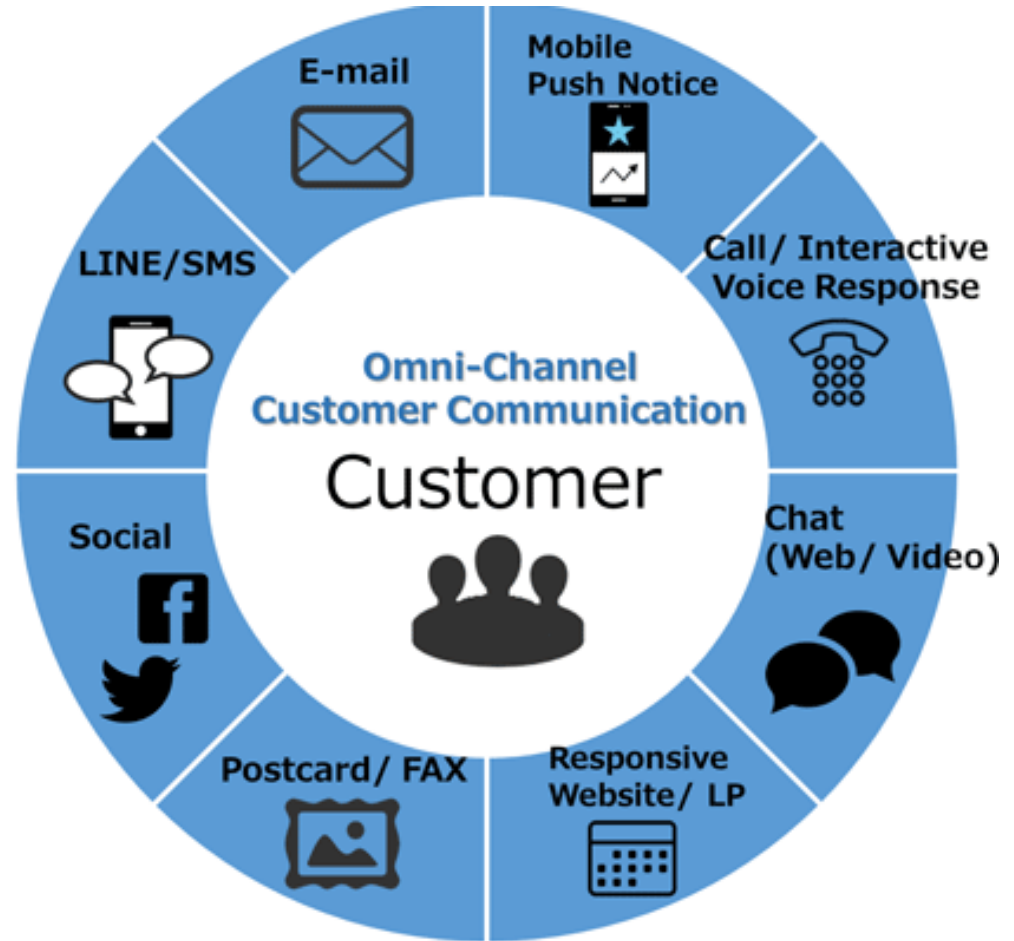 E-mail
Mobile
Push Notice
Call/ Interactive
Voice Response
Chat
(Web/ Video)
Responsive
Website/ LP
Postcard/ FAX
Social
LINE/SMS
Omni-Channel
Customer Communication
Customer